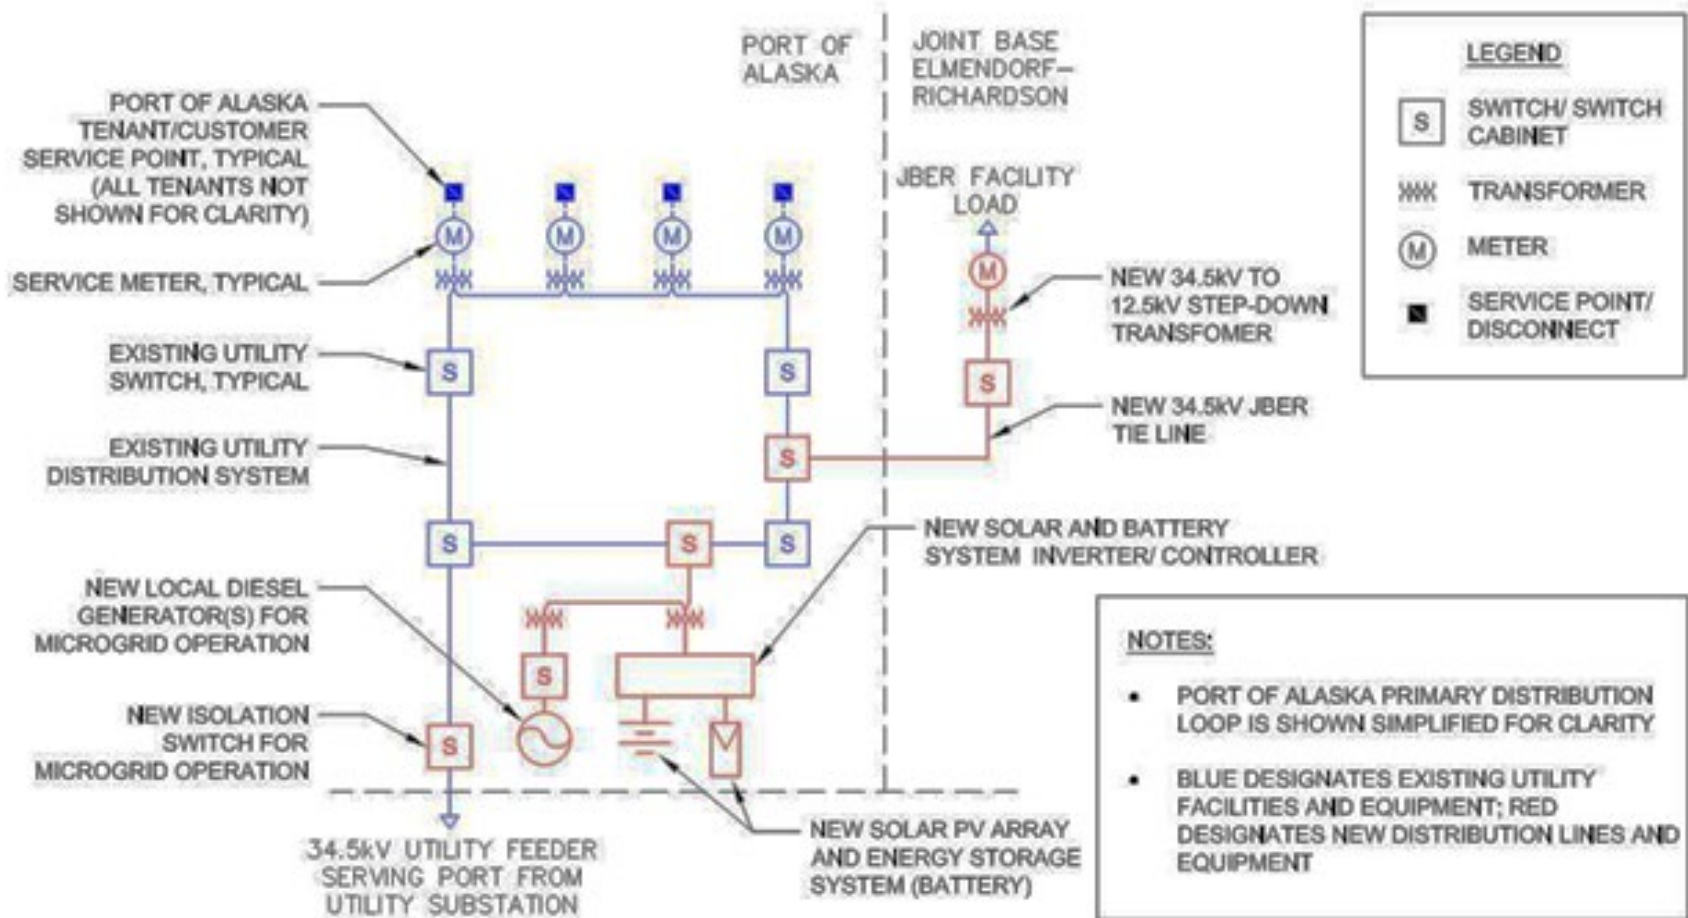 PORT OF
ALASKA
JOINT BASE
ELMENDORF-
RICHARDSON
PORT OF ALASKA
TENANT/CUSTOMER
SERVICE POINT, TYPICAL
(ALL TENANTS NOT
SHOWN FOR CLARITY)
SERVICE METER, TYPICAL
EXISTING UTILITY
SWITCH, TYPICAL
EXISTING UTILITY
DISTRIBUTION SYSTEM
NEW LOCAL DIESEL
GENERATOR(S) FOR
MICROGRID OPERATION
NEW ISOLATION
SWITCH FOR
MICROGRID OPERATION
34.5kV UTILITY FEEDER
SERVING PORT FROM
UTILITY SUBSTATION
M
M
M
M
S
S
S
S
S
S
S
S
JBER FACILITY
LOAD
M
S
NEW 34.5kV TO
12.5kV STEP-DOWN
TRANSFOMER
NEW 34.5kV JBER
TIE LINE
NEW SOLAR AND BATTERY
SYSTEM INVERTER/ CONTROLLER
NEW SOLAR PV ARRAY
AND ENERGY STORAGE
SYSTEM (BATTERY)
LEGEND
S
SWITCH/ SWITCH
CABINET
TRANSFORMER
M
METER
SERVICE POINT/
DISCONNECT
NOTES:
• PORT OF ALASKA PRIMARY DISTRIBUTION
LOOP IS SHOWN SIMPLIFIED FOR CLARITY
• BLUE DESIGNATES EXISTING UTILITY
FACILITIES AND EQUIPMENT; RED
DESIGNATES NEW DISTRIBUTION LINES AND
EQUIPMENT